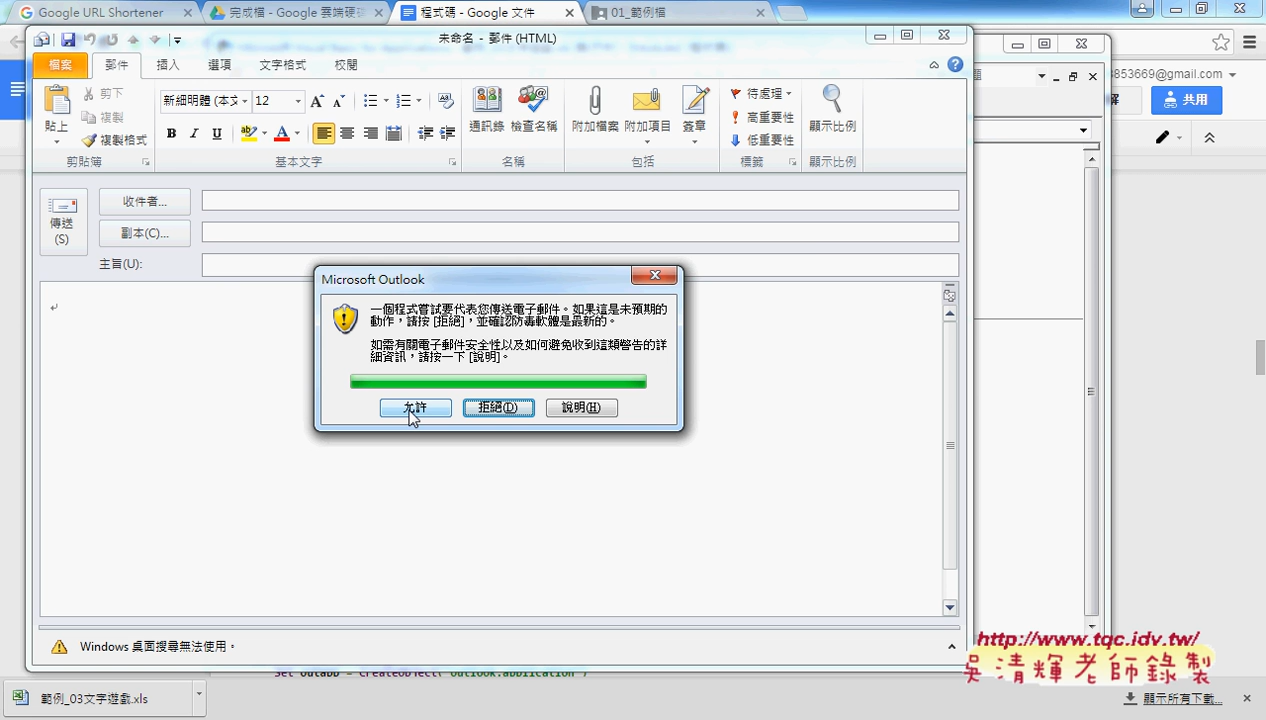 Google URL Shortener
完成檔 - Google 雲端硬碟
程式碼 - Google 文件
01_範例檔
未命名 - 郵件 (HTML)
檔案
郵件
插入
選項
文字格式
校閱
853669@gmail.com
共用
貼上
剪下
複製
複製格式
剪貼簿
新細明體 (本文
12
B I U
基本文字
通訊錄
檢查名稱
名稱
附加檔案
附加項目
簽章
包括
待處理
高重要性
低重要性
標籤
顯示比例
顯示比例
傳送
(S)
收件者...
副本(C)...
主旨(U):
Microsoft Outlook
一個程式嘗試要代表您傳送電子郵件。如果這是未預期的
動作，請按 [拒絕]，並確認防毒軟體是最新的。
如需有關電子郵件安全性以及如何避免收到這類警告的詳
細資訊，請按一下 [說明]。
允許
拒絕(D)
說明(H)
Windows 桌面搜尋無法使用。
http://www.tqc.idv.tw/
吳清輝老師錄製
Set outapp = CreateObject("Outlook.application")
範例_03文字遊戲.xls
顯示所有下載...